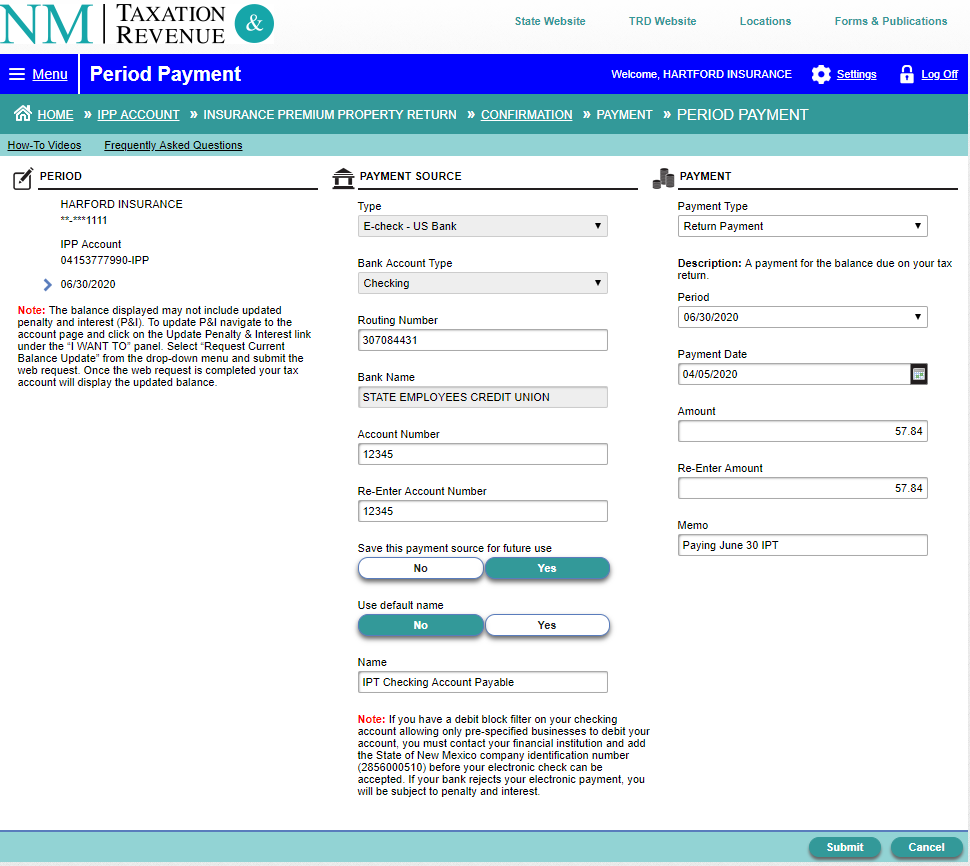 NM TAXATION & REVENUE
State Website TRD Website Locations Forms & Publications
Menu Period Payment Welcome, HARTFORD INSURANCE Settings Log Off
HOME » IPP ACCOUNT » INSURANCE PREMIUM PROPERTY RETURN » CONFIRMATION » PAYMENT » PERIOD PAYMENT
How-To Videos Frequently Asked Questions
PERIOD
HARFORD INSURANCE
**-***1111
IPP Account
04153777990-IPP
06/30/2020
Note: The balance displayed may not include updated
penalty and interest (P&I). To update P&I navigate to the
account page and click on the Update Penalty & Interest link
under the “I WANT TO” panel. Select “Request Current
Balance Update” from the drop-down menu and submit the
web request. Once the web request is completed your tax
account will display the updated balance.
PAYMENT SOURCE
Type
E-check - US Bank
Bank Account Type
Checking
Routing Number
307084431
Bank Name
STATE EMPLOYEES CREDIT UNION
Account Number
12345
Re-Enter Account Number
12345
Save this payment source for future use
No Yes
Use default name
No Yes
Name
IPT Checking Account Payable
Note: If you have a debit block filter on your checking
account allowing only pre-specified businesses to debit your
account, you must contact your financial institution and add
the State of New Mexico company identification number
(2856000510) before your electronic check can be
accepted. If your bank rejects your electronic payment, you
will be subject to penalty and interest.
PAYMENT
Payment Type
Return Payment
Description: A payment for the balance due on your tax
return.
Period
06/30/2020
Payment Date
04/05/2020
Amount
57.84
Re-Enter Amount
57.84
Memo
Paying June 30 IPT
Submit Cancel